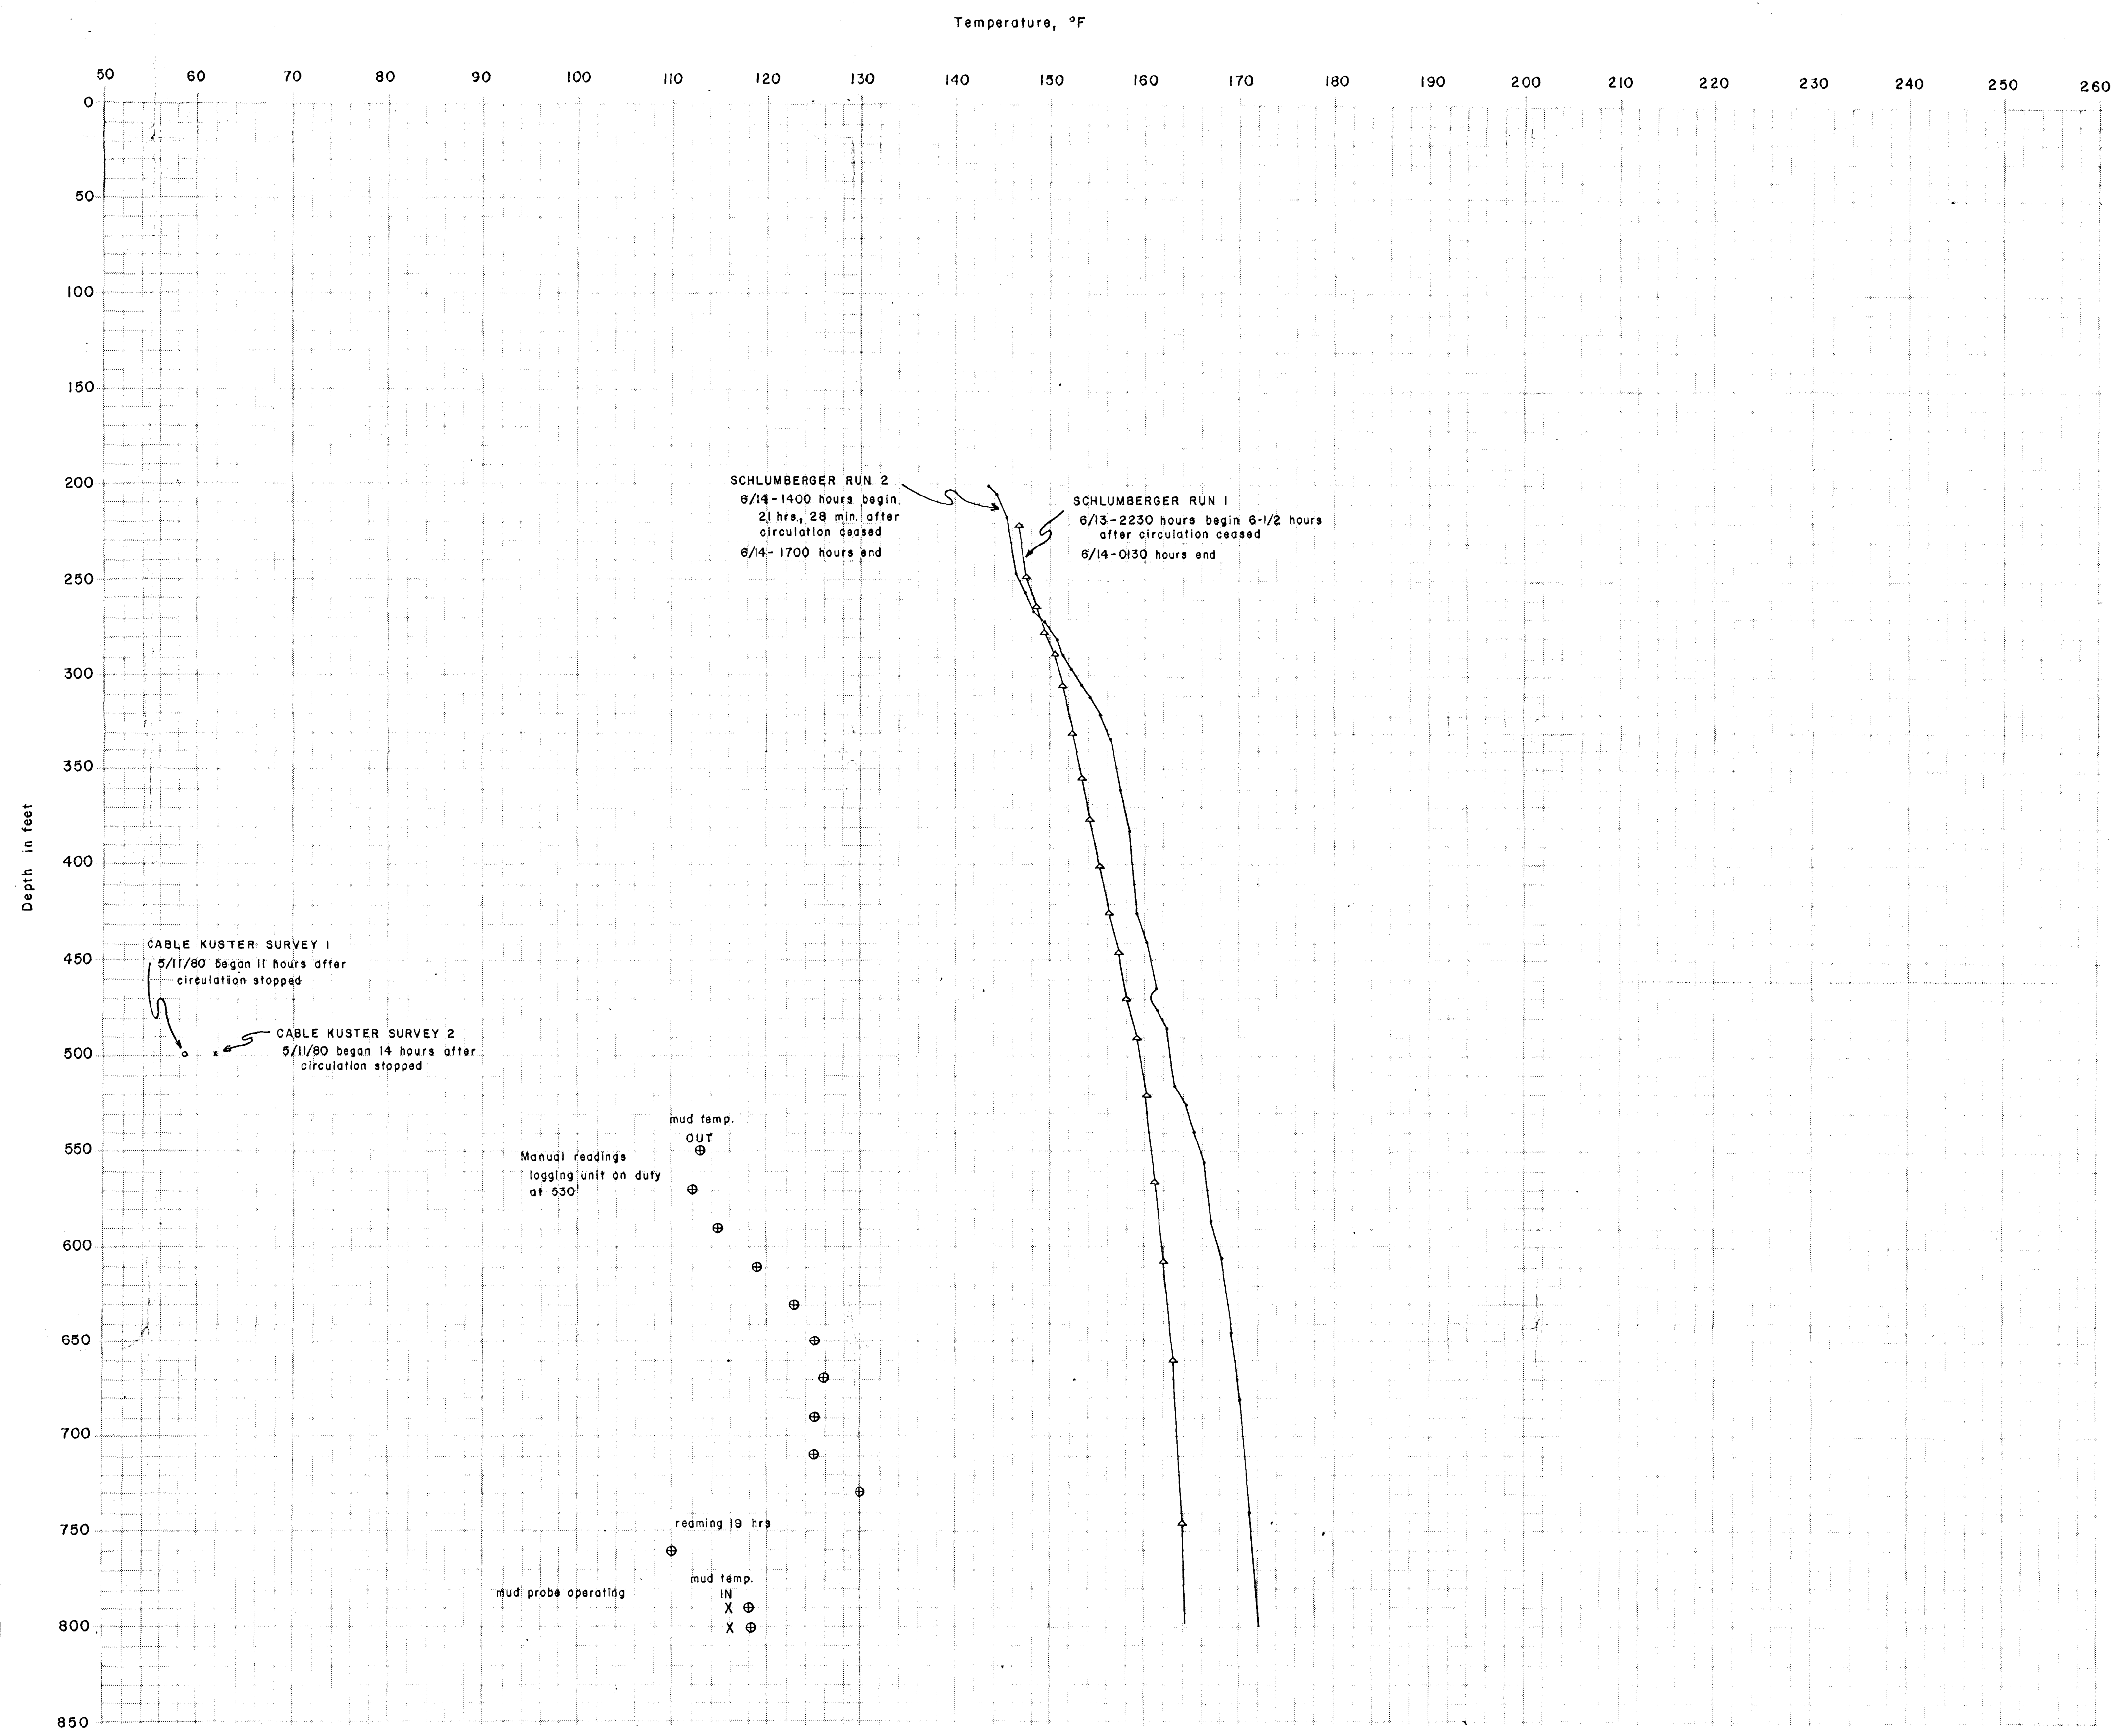 Temperature, °F
50 60 70 80 90 100 110 120 130 140 150 160 170 180 190 200 210 220 230 240 250 260
0
50
100
150
200
SCHLUMBERGER RUN 2
6/14-1400 hours begin
21 hrs., 28 min. after
circulation ceased
6/14-1700 hours end
SCHLUMBERGER RUN 1
6/13-2230 hours begin 6-1/2 hours
after circulation ceased
6/14-0130 hours end
250
300
350
Depth in feet
400
CABLE KUSTER SURVEY 1
5/11/80 began 11 hours after
circulation stopped
450
CABLE KUSTER SURVEY 2
5/11/80 began 14 hours after
circulation stopped
500
mud temp.
OUT
Manual readings
logging unit on duty
at 530'
550
600
650
700
reaming 19 hrs
750
mud temp.
IN
mud probe operating
X
X
800
850